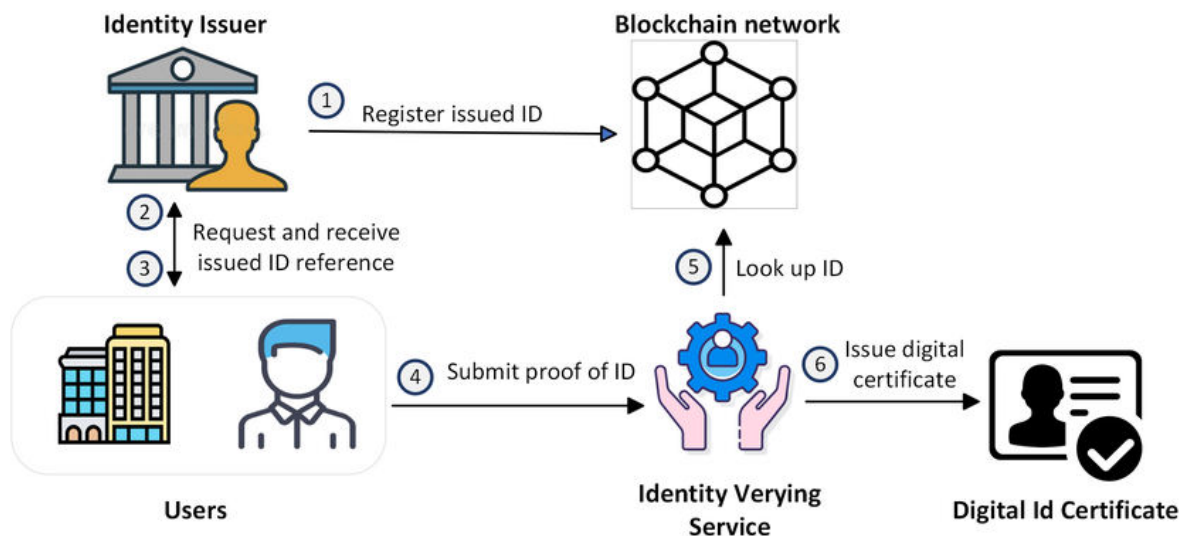 Identity Issuer
Blockchain network
1
Register issued ID
2
Request and receive
3
issued ID reference
5
Look up ID
4
Submit proof of ID
6
Issue digital
certificate
Users
Identity Verying
Service
Digital Id Certificate